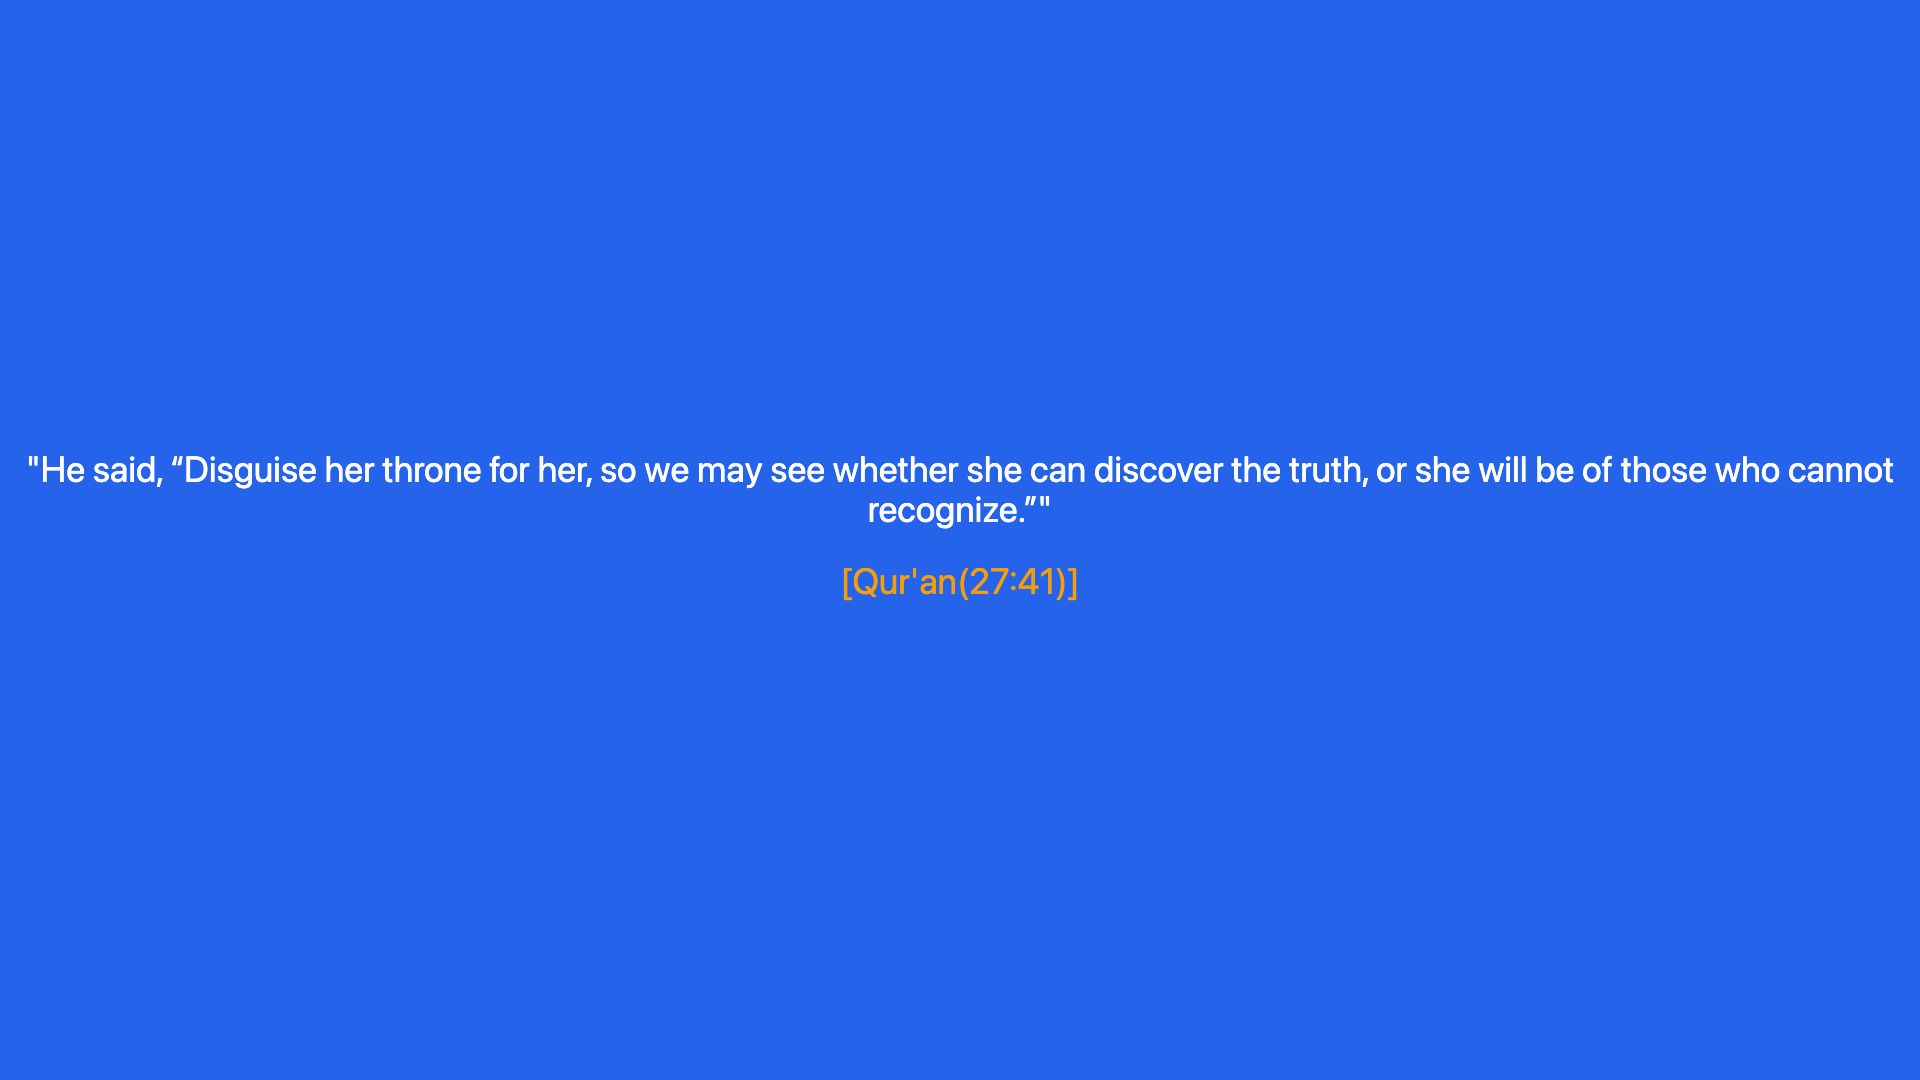 "He said, “Disguise her throne for her, so we may see whether she can discover the truth, or she will be of those who cannot
recognize.”"
[Qur'an(27:41)]